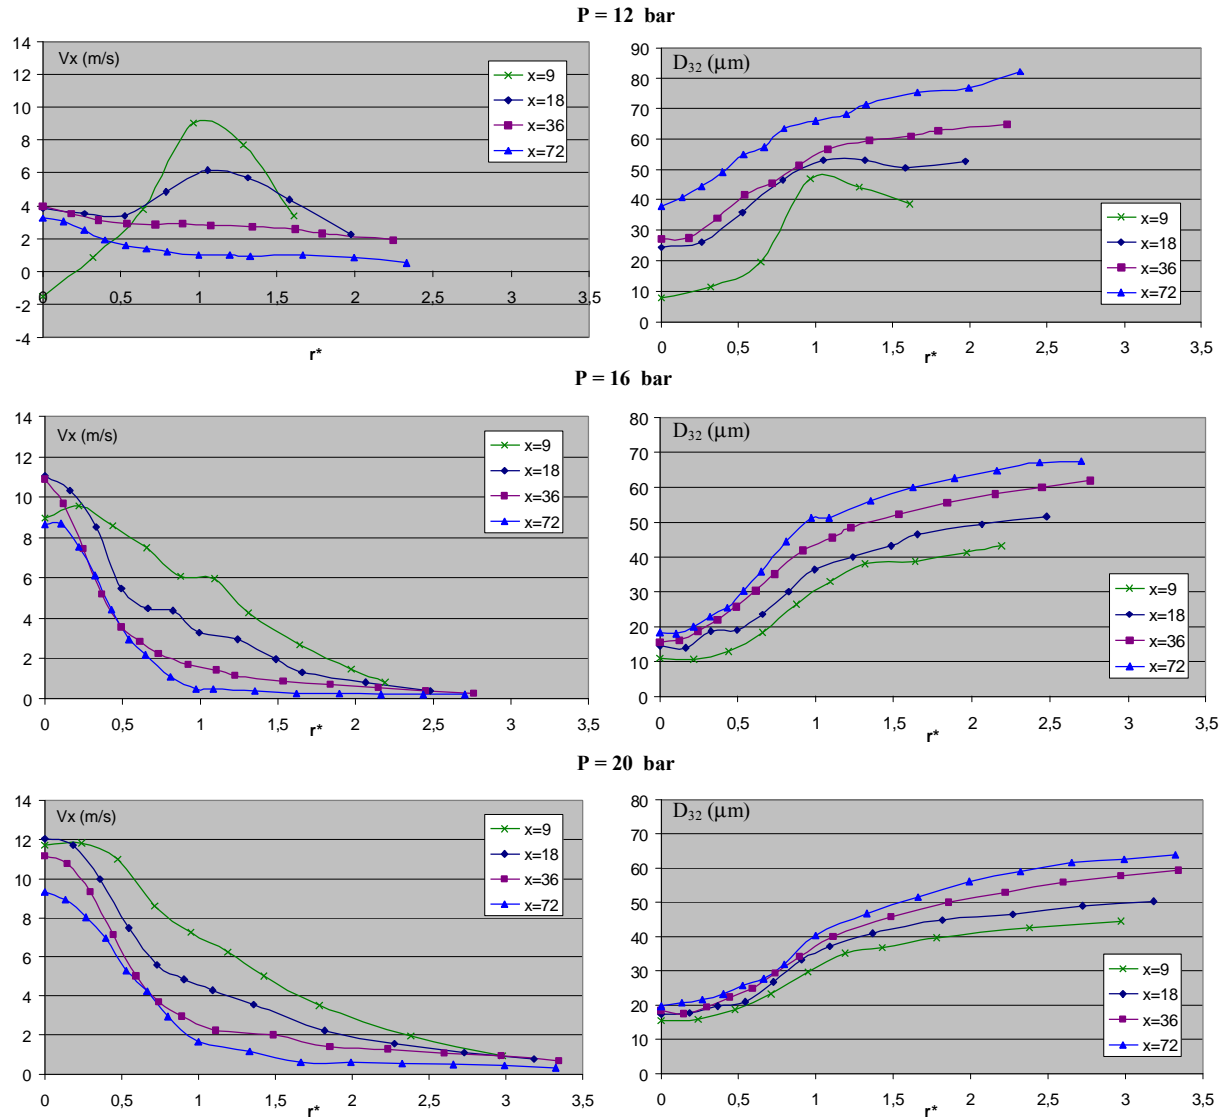 P = 12 bar
Vx (m/s)
14
12
10
8
6
4
2
0
-2
-4
0 0,5 1 1,5 2 2,5 3 3,5
r*
x=9
x=18
x=36
x=72
D32 (μm)
90
80
70
60
50
40
30
20
10
0
0 0,5 1 1,5 2 2,5 3 3,5
r*
x=9
x=18
x=36
x=72
P = 16 bar
Vx (m/s)
14
12
10
8
6
4
2
0
0 0,5 1 1,5 2 2,5 3 3,5
r*
x=9
x=18
x=36
x=72
D32 (μm)
80
70
60
50
40
30
20
10
0
0 0,5 1 1,5 2 2,5 3 3,5
r*
x=9
x=18
x=36
x=72
P = 20 bar
Vx (m/s)
14
12
10
8
6
4
2
0
0 0,5 1 1,5 2 2,5 3 3,5
r*
x=9
x=18
x=36
x=72
D32 (μm)
80
70
60
50
40
30
20
10
0
0 0,5 1 1,5 2 2,5 3 3,5
r*
x=9
x=18
x=36
x=72